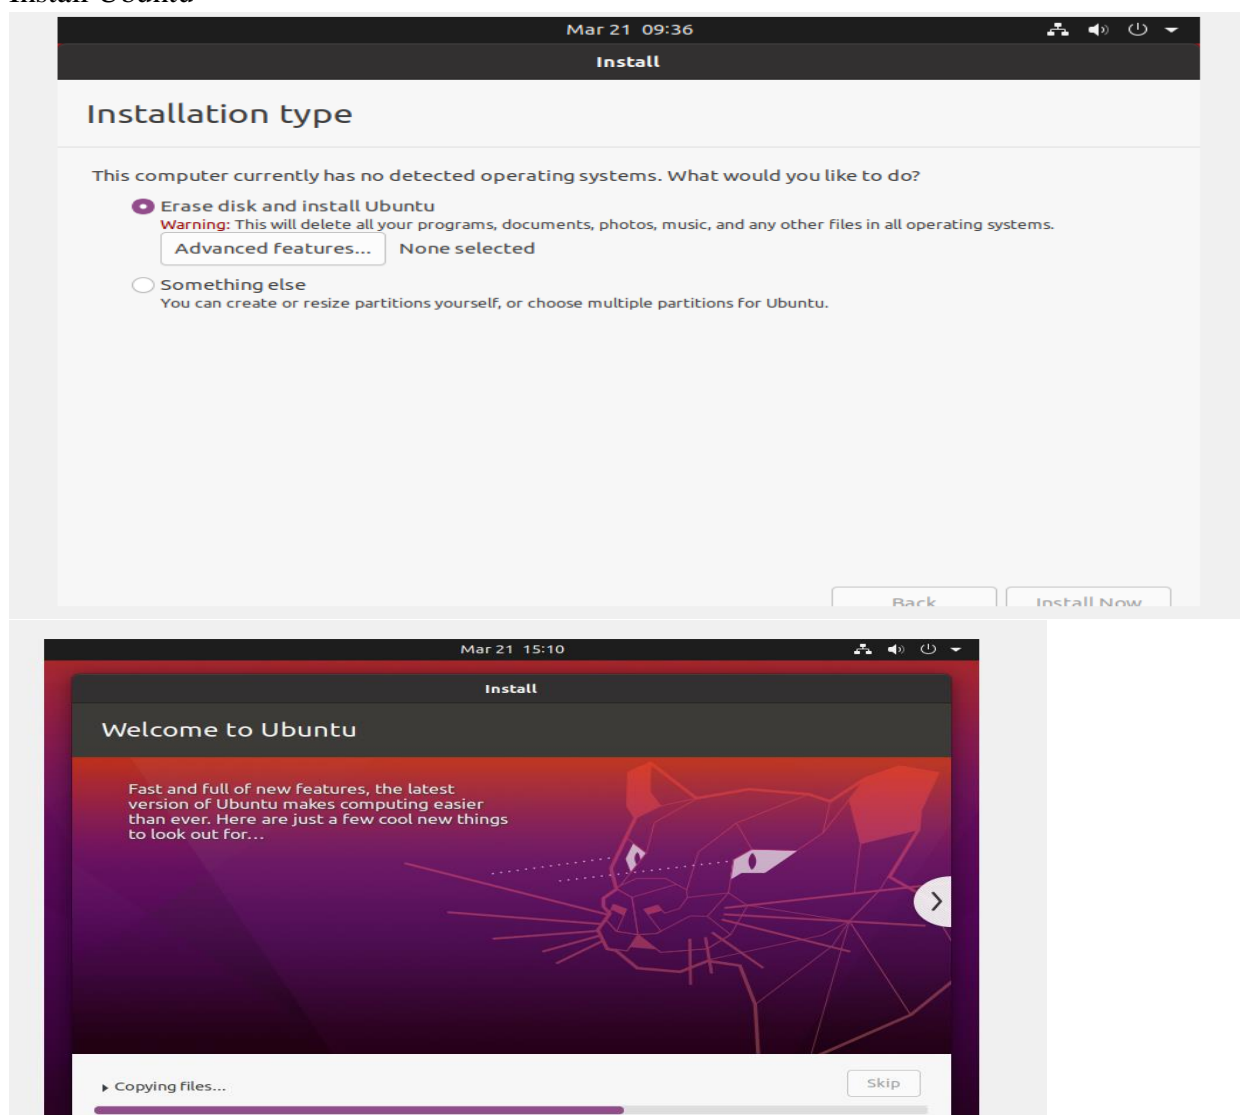 Install Ubuntu
Mar 21 09:36
Install
Installation type
This computer currently has no detected operating systems. What would you like to do?
Erase disk and install Ubuntu
Warning: This will delete all your programs, documents, photos, music, and any other files in all operating systems.
Advanced features... None selected
Something else
You can create or resize partitions yourself, or choose multiple partitions for Ubuntu.
Back Install Now
Mar 21 15:10
Install
Welcome to Ubuntu
Fast and full of new features, the latest
version of Ubuntu makes computing easier
than ever. Here are just a few cool new things
to look out for...
Copying files...
Skip